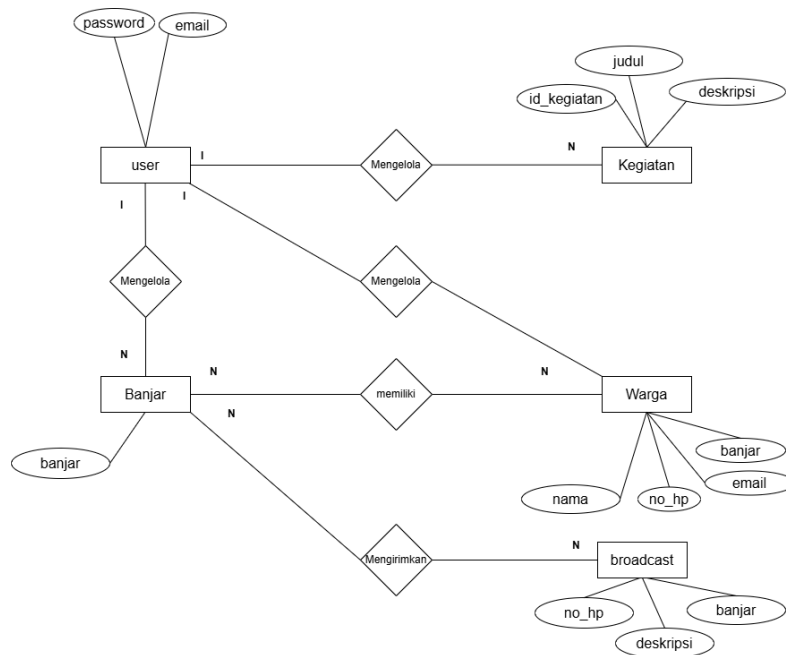 password
email
judul
id_kegiatan
deskripsi
user
I
Mengelola
N
Kegiatan
I
I
Mengelola
Mengelola
N
N
N
Banjar
memiliki
Warga
N
banjar
banjar
email
nama
no_hp
Mengirimkan
N
broadcast
no_hp
banjar
deskripsi